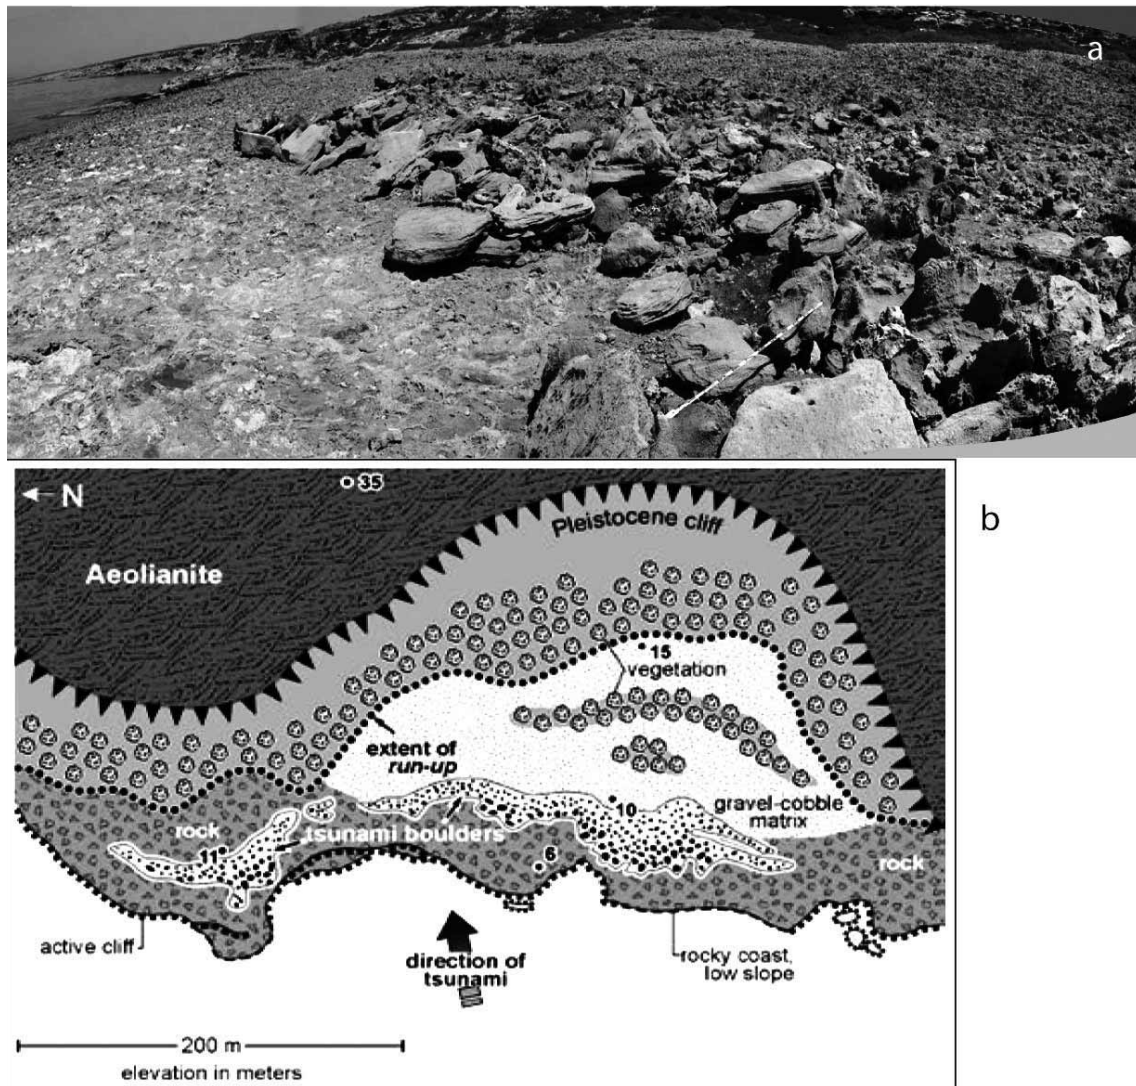 a
b
N
35
Pleistocene cliff
Aeolianite
15
vegetation
extent of
run-up
10
gravel-cobble
matrix
rock
tsunami boulders
11
6
rock
active cliff
direction of
tsunami
rocky coast,
low slope
200 m
elevation in meters